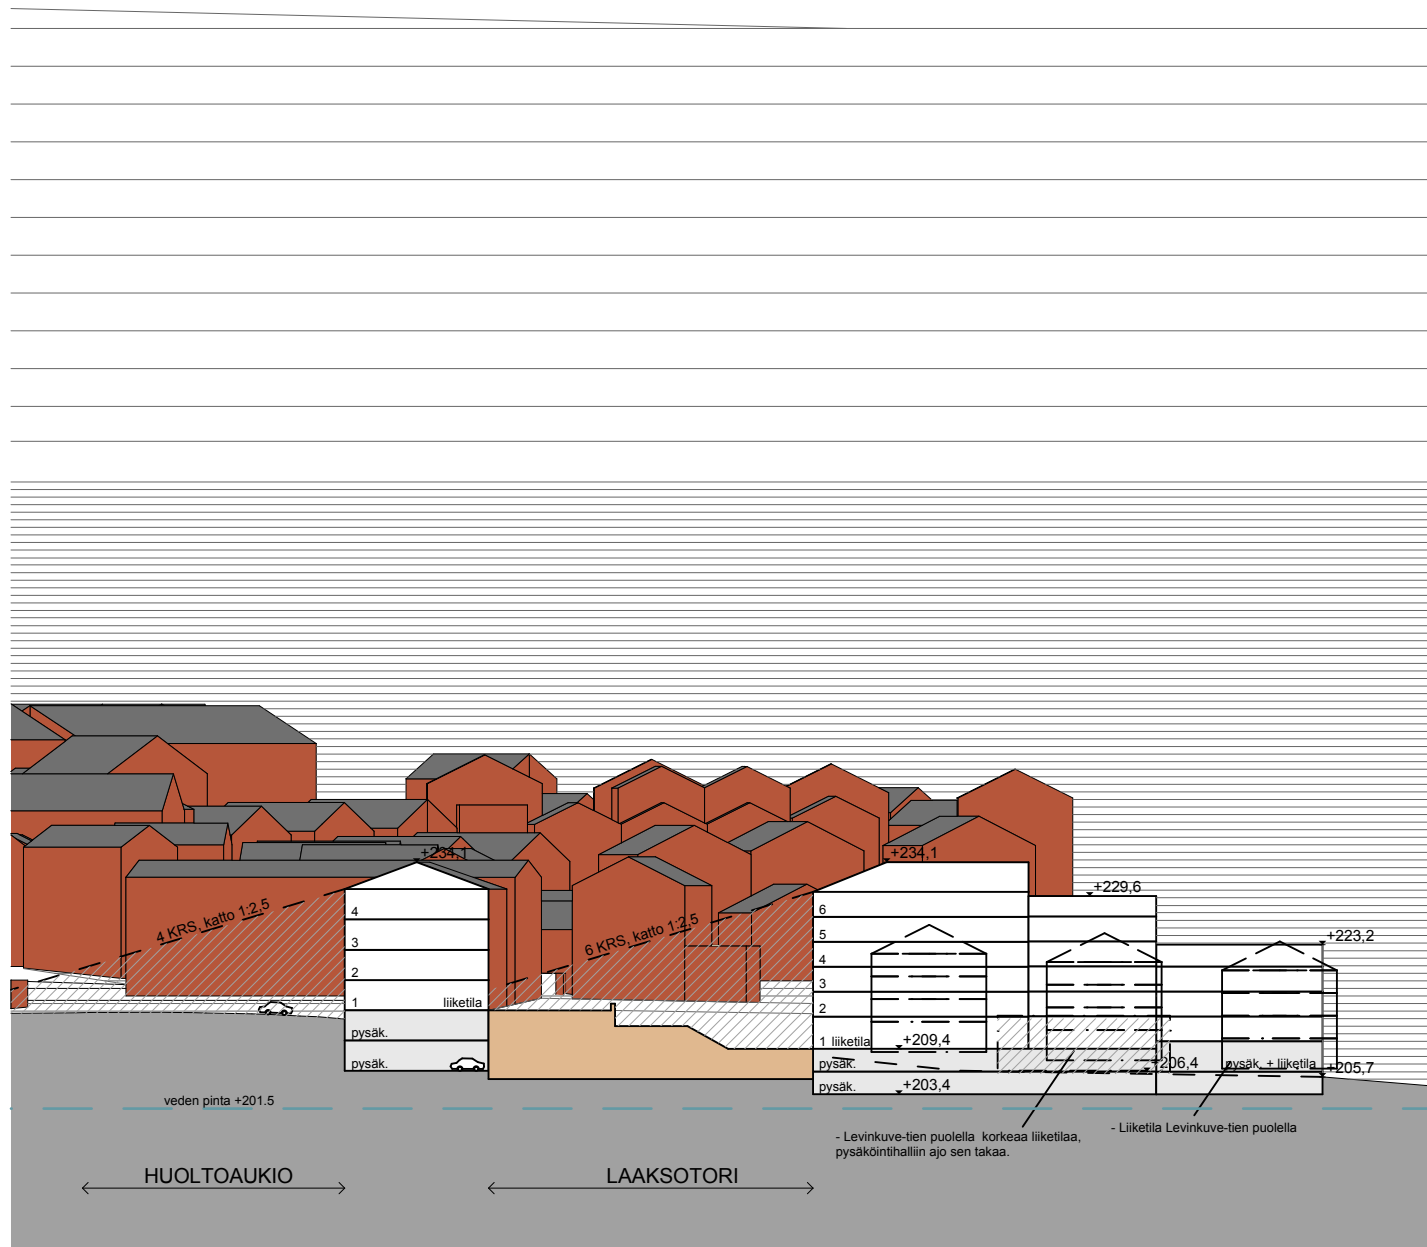 +234,1
+234,1
+229,6
4 KRS, katto 1:2,5
6 KRS, katto 1:2,5
4
3
2
1 liiketila
pysäk.
pysäk.
6
5
4
3
2
1 liiketila
pysäk.
pysäk.
+223,2
+209,4
+206,4
pysäk. + liiketila
+205,7
+203,4
veden pinta +201.5
- Levinkuve-tien puolella korkeaa liiketilaa,
pysäköintihalliin ajo sen takaa.
- Liiketila Levinkuve-tien puolella
HUOLTOAUKIO
LAAKSOTORI